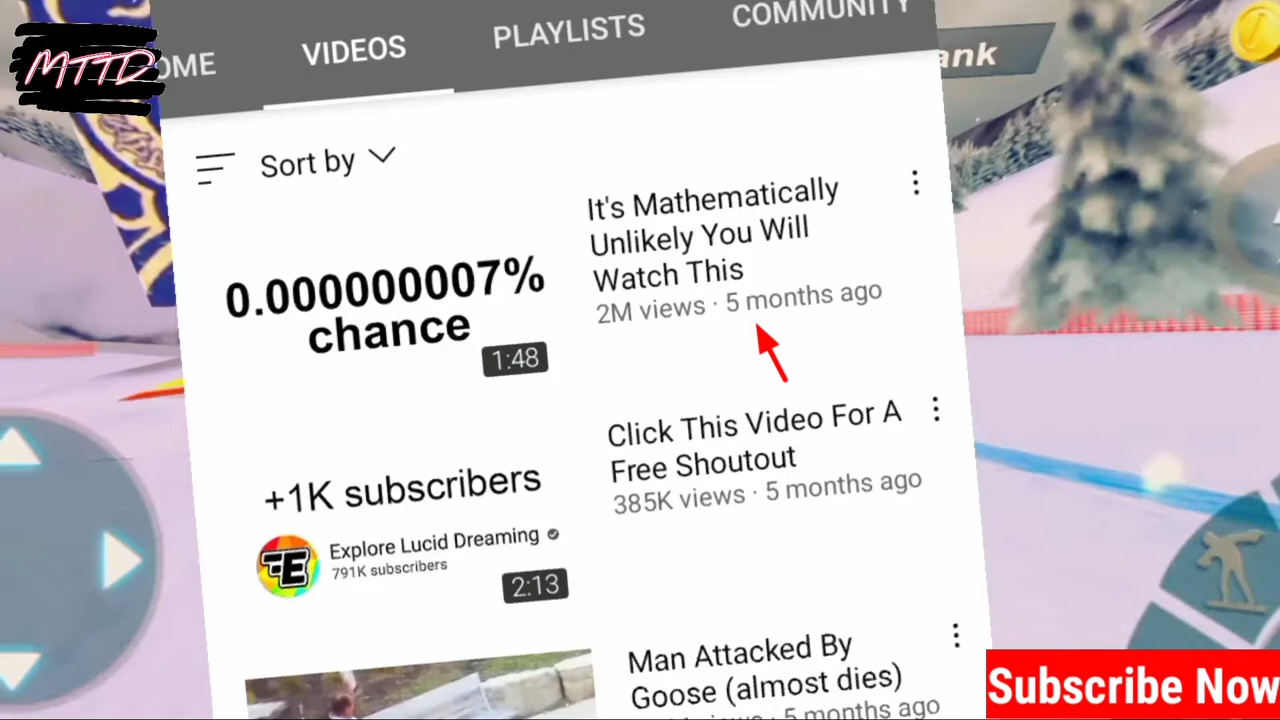 MTTD
OME
VIDEOS
PLAYLISTS
COMMUNITY
ank
Sort by
0.000000007%
chance
1:48
It's Mathematically
Unlikely You Will
Watch This
2M views · 5 months ago
+1K subscribers
Explore Lucid Dreaming
791K subscribers
2:13
Click This Video For A
Free Shoutout
385K views · 5 months ago
Man Attacked By
Goose (almost dies)
views · 5 months ago
Subscribe Now